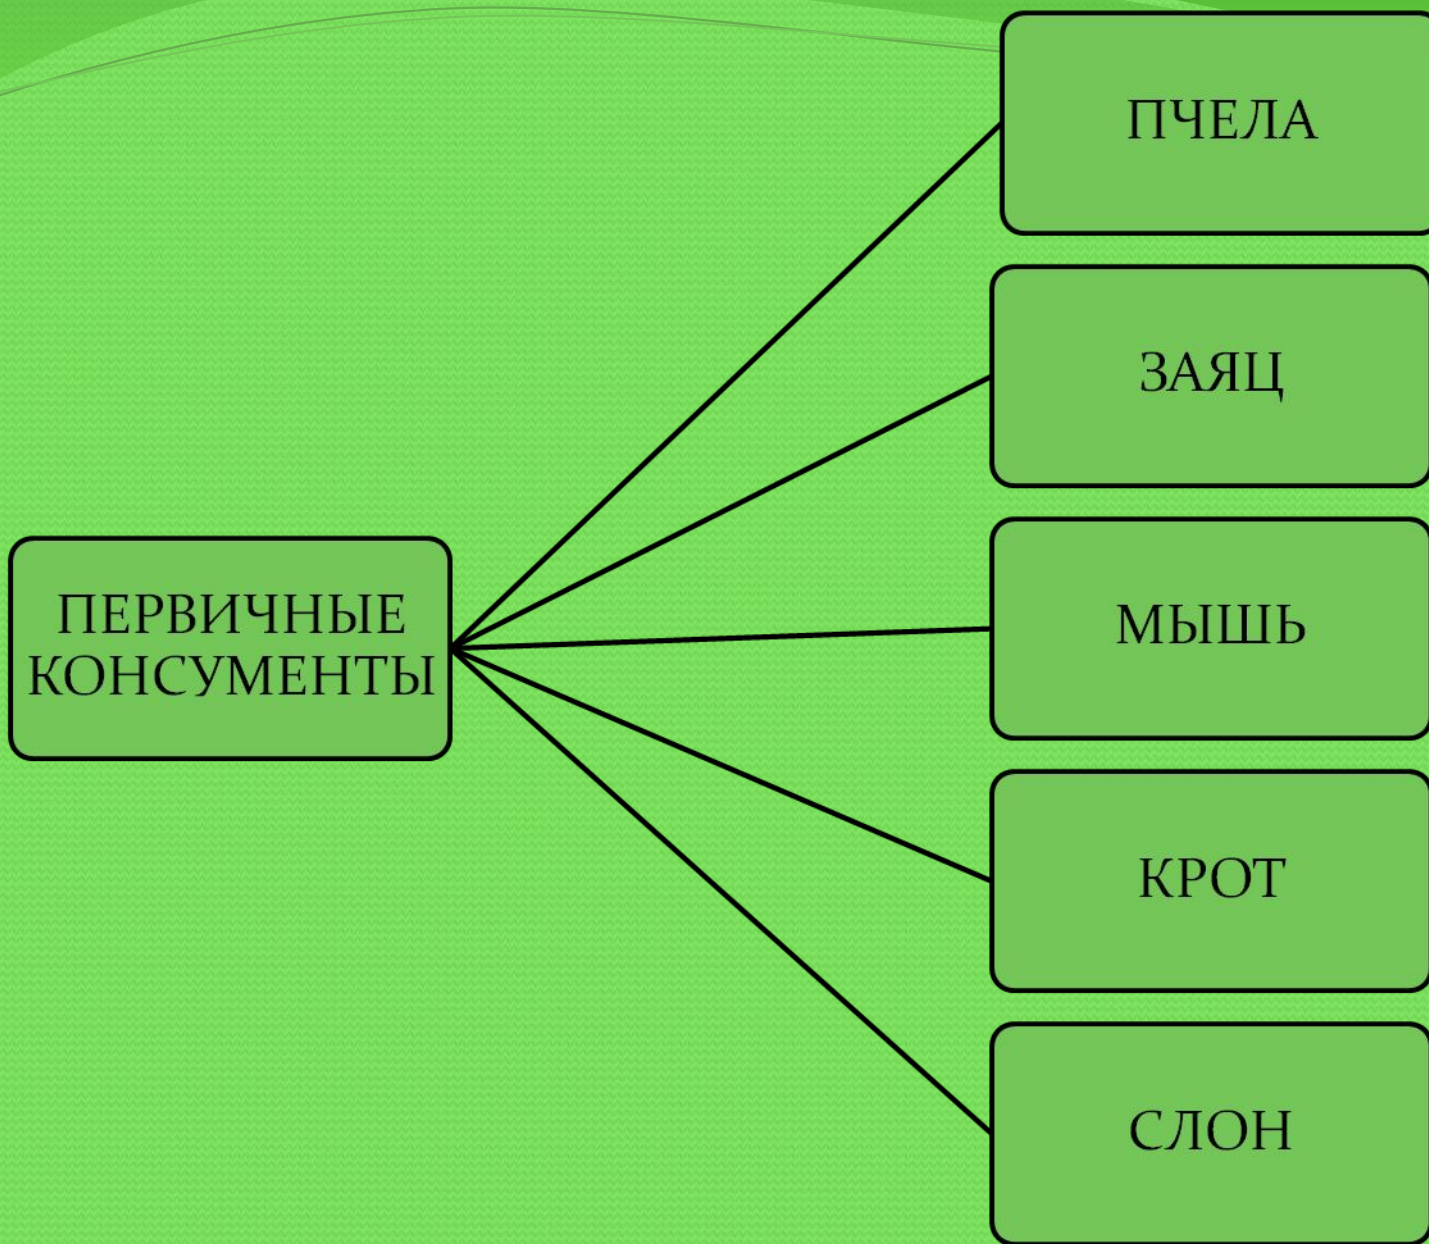 ПЧЕЛА
ЗАЯЦ
ПЕРВИЧНЫЕ
КОНСУМЕНТЫ
МЫШЬ
КРОТ
СЛОН